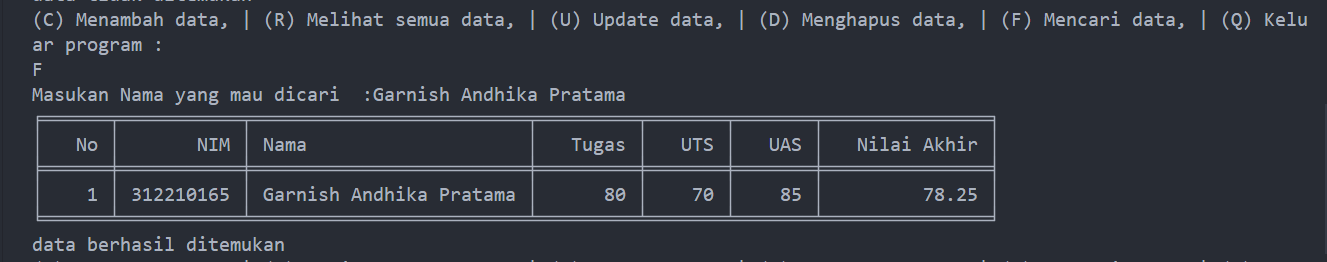 (C) Menambah data, | (R) Melihat semua data, | (U) Update data, | (D) Menghapus data, | (F) Mencari data, | (Q) Kelu
ar program :
F
Masukan Nama yang mau dicari  :Garnish Andhika Pratama
No NIM Nama Tugas UTS UAS Nilai Akhir
1 312210165 Garnish Andhika Pratama 80 70 85 78.25
data berhasil ditemukan